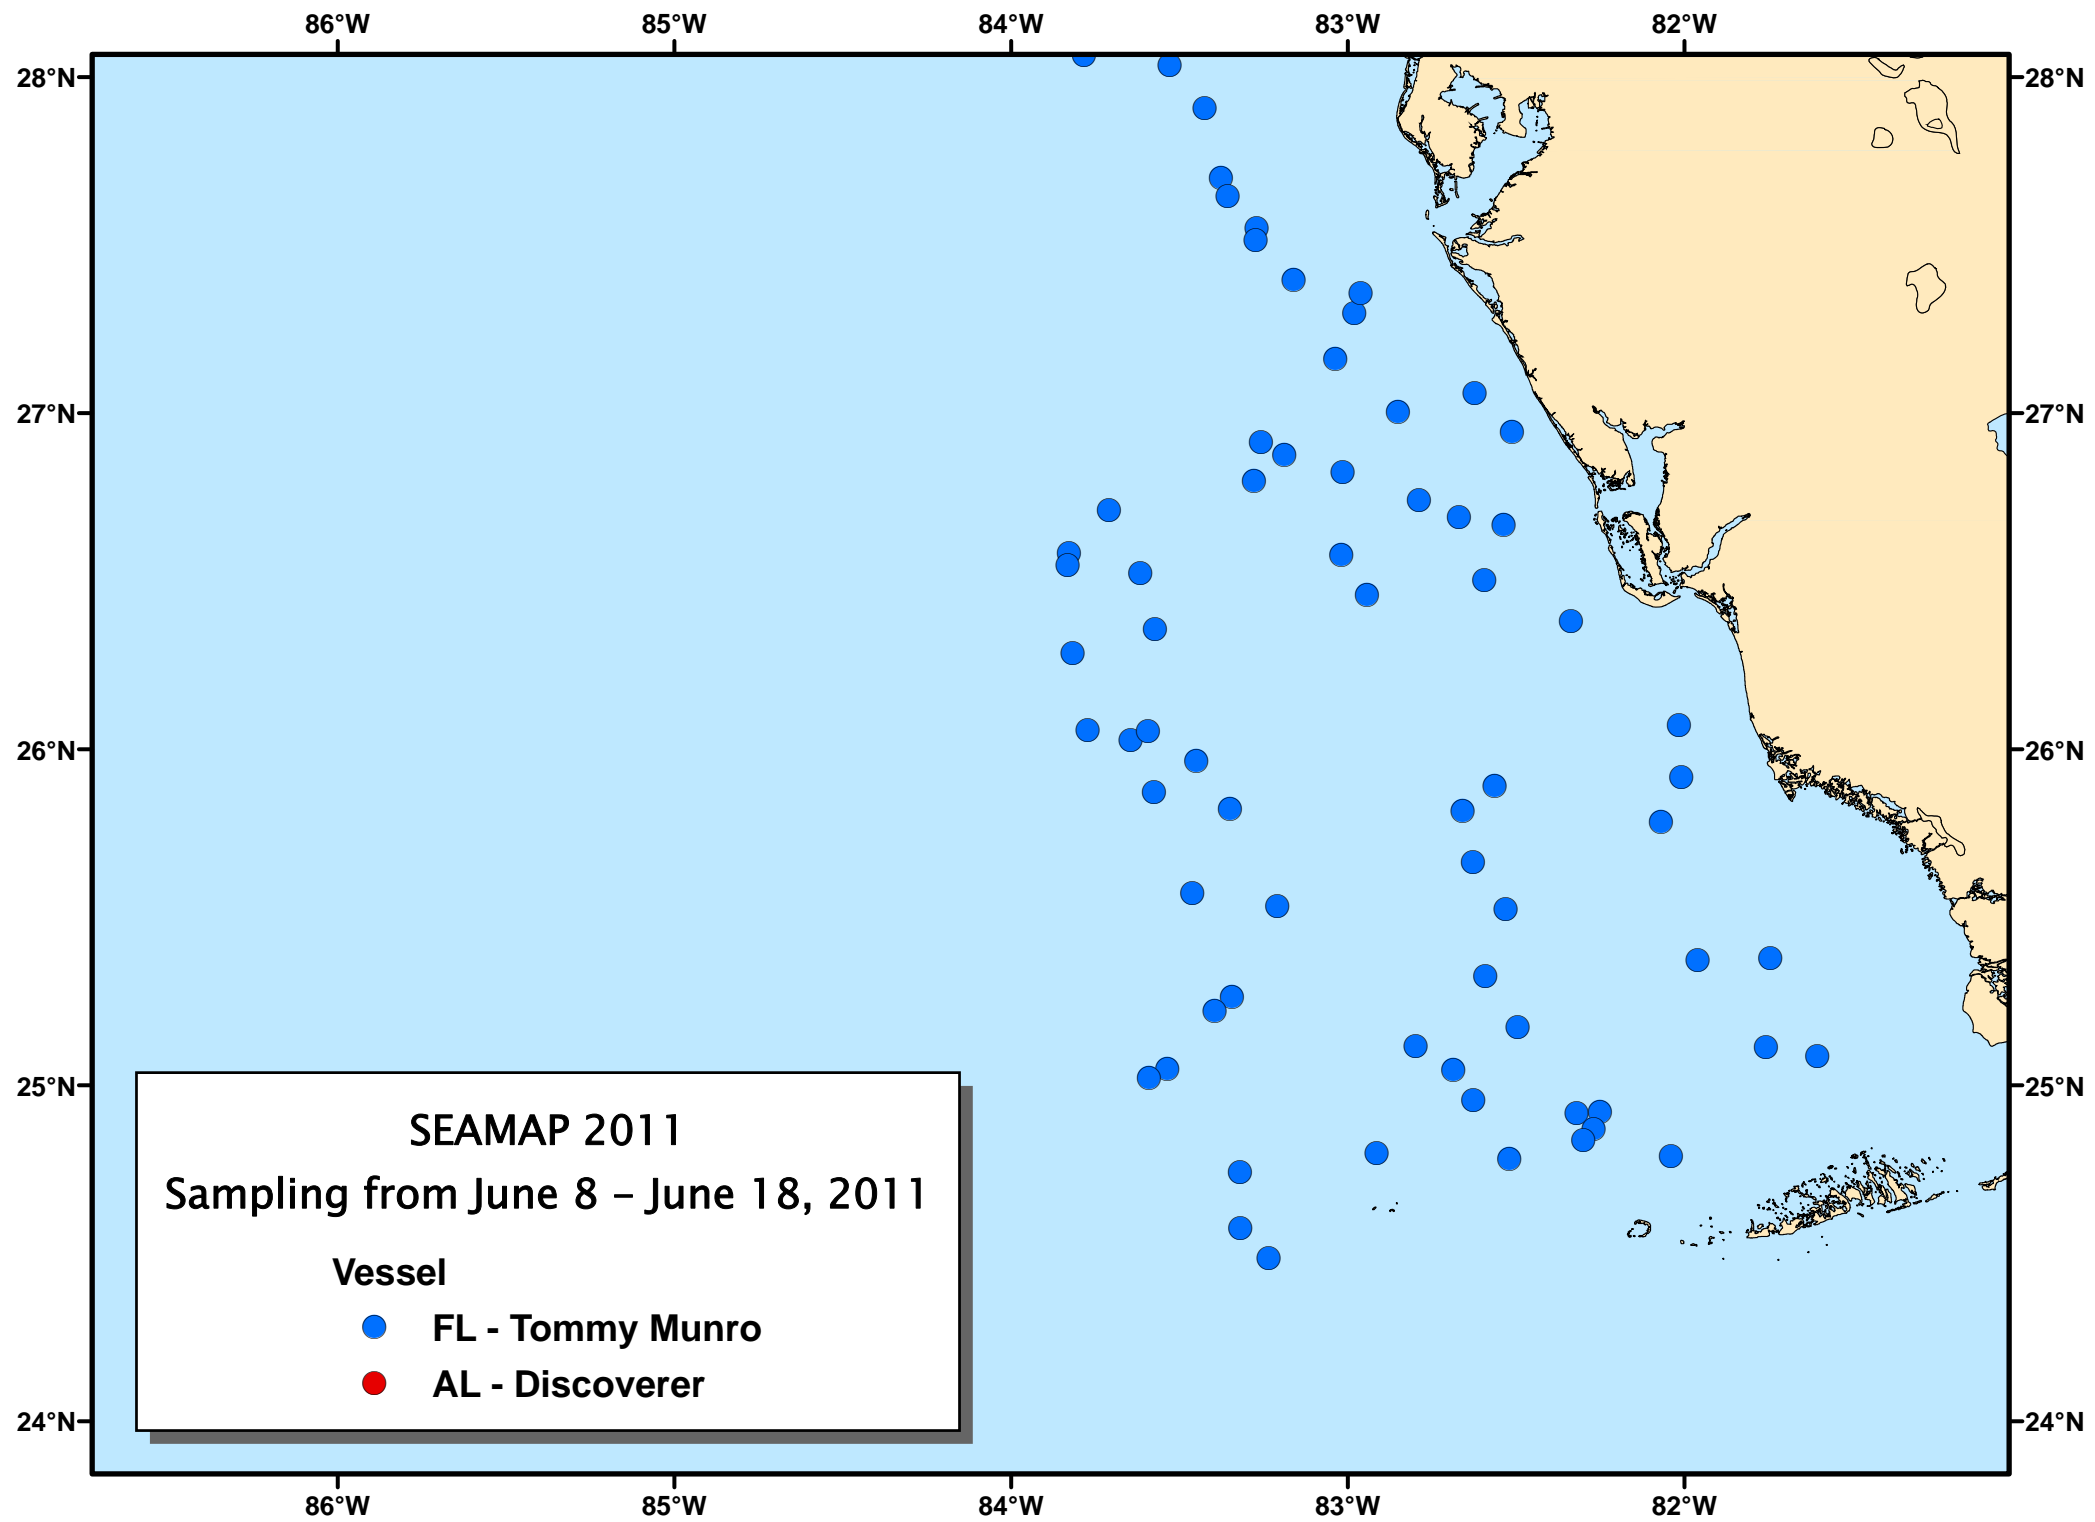 86°W 85°W 84°W 83°W 82°W
28°N 28°N
27°N 27°N
26°N 26°N
25°N 25°N
SEAMAP 2011
Sampling from June 8 – June 18, 2011
Vessel
FL - Tommy Munro
AL - Discoverer
24°N 24°N
86°W 85°W 84°W 83°W 82°W